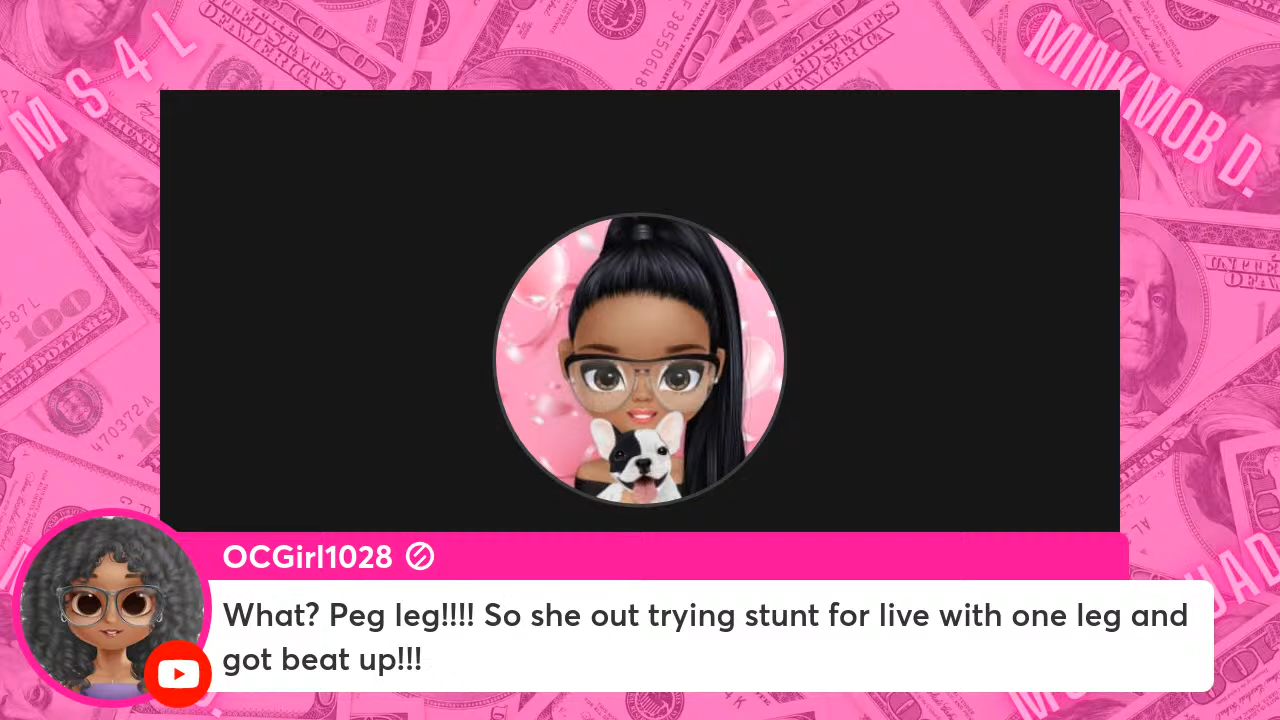 M S 4 L
MINKMOB D.
OCGirl1028
What? Peg leg!!!! So she out trying stunt for live with one leg and
got beat up!!!